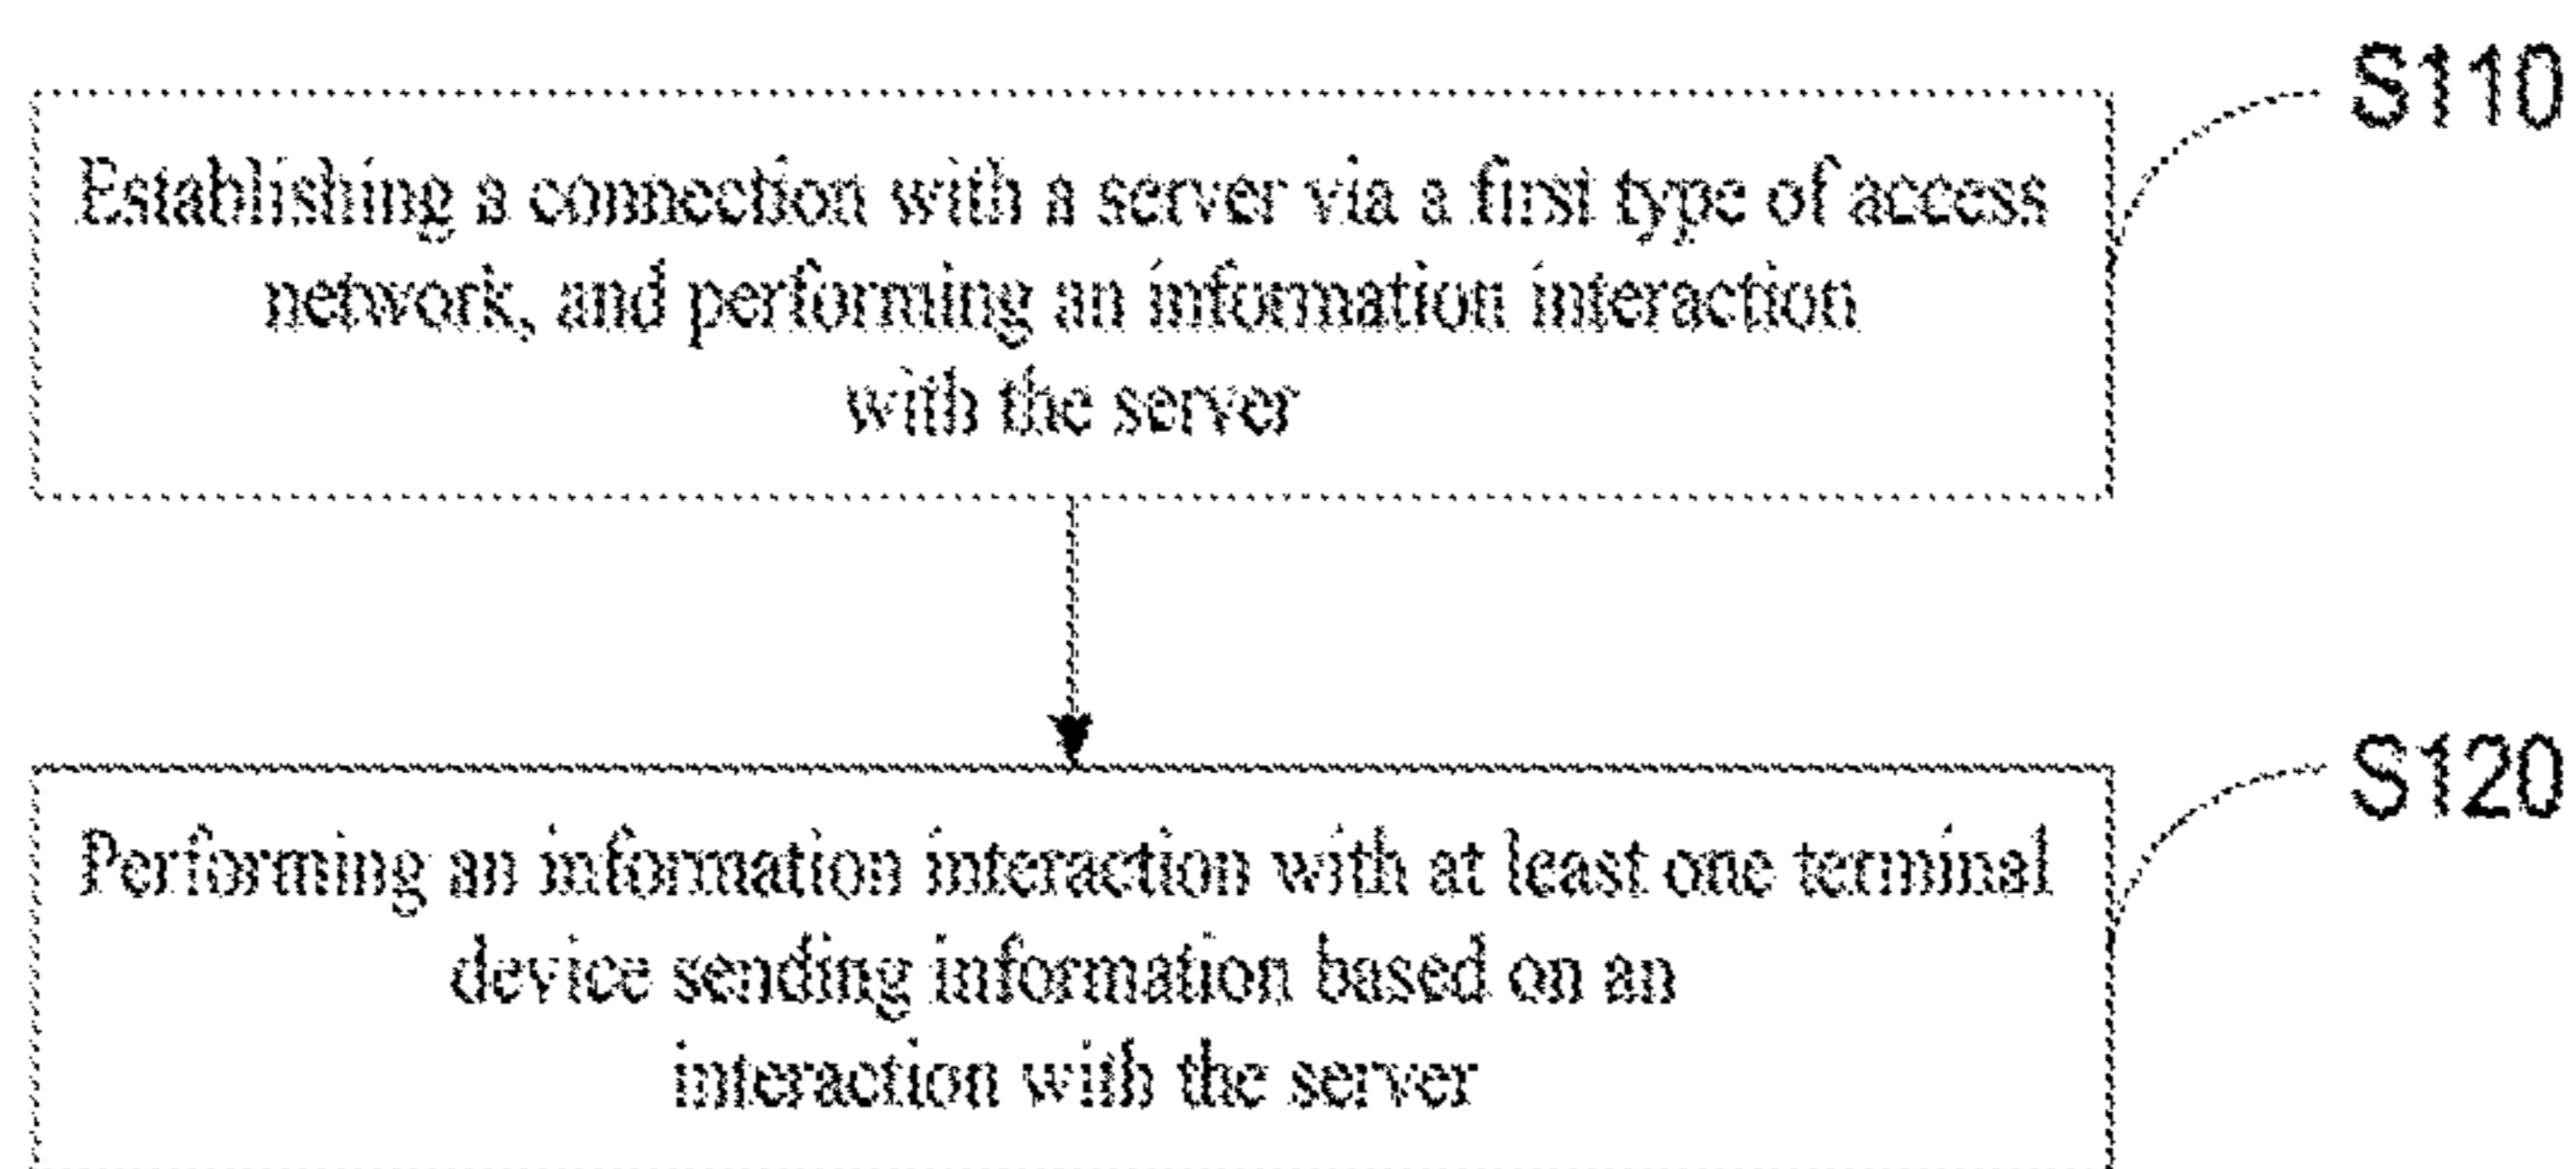 S110
Establishing a connection with a server via a first type of access
network, and performing an information interaction
with the server
S120
Performing an information interaction with at least one terminal
device sending information based on an
interaction with the server